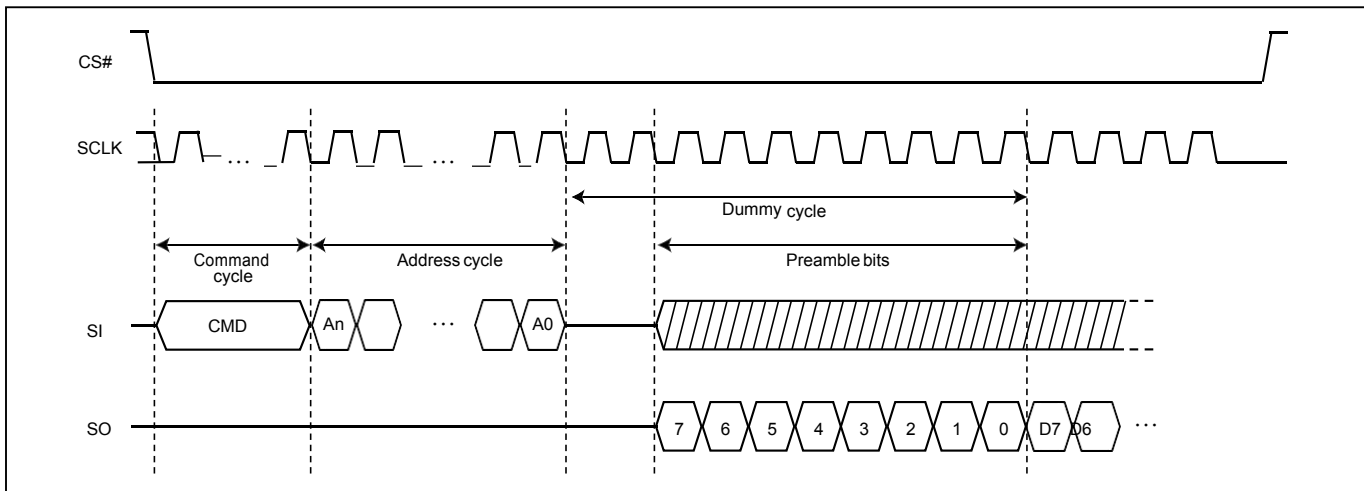 CS#
SCLK
...
...
Dummy cycle
Command cycle
Address cycle
Preamble bits
SI
CMD
An
...
A0
SO
7 6 5 4 3 2 1 0 D7 D6 ...